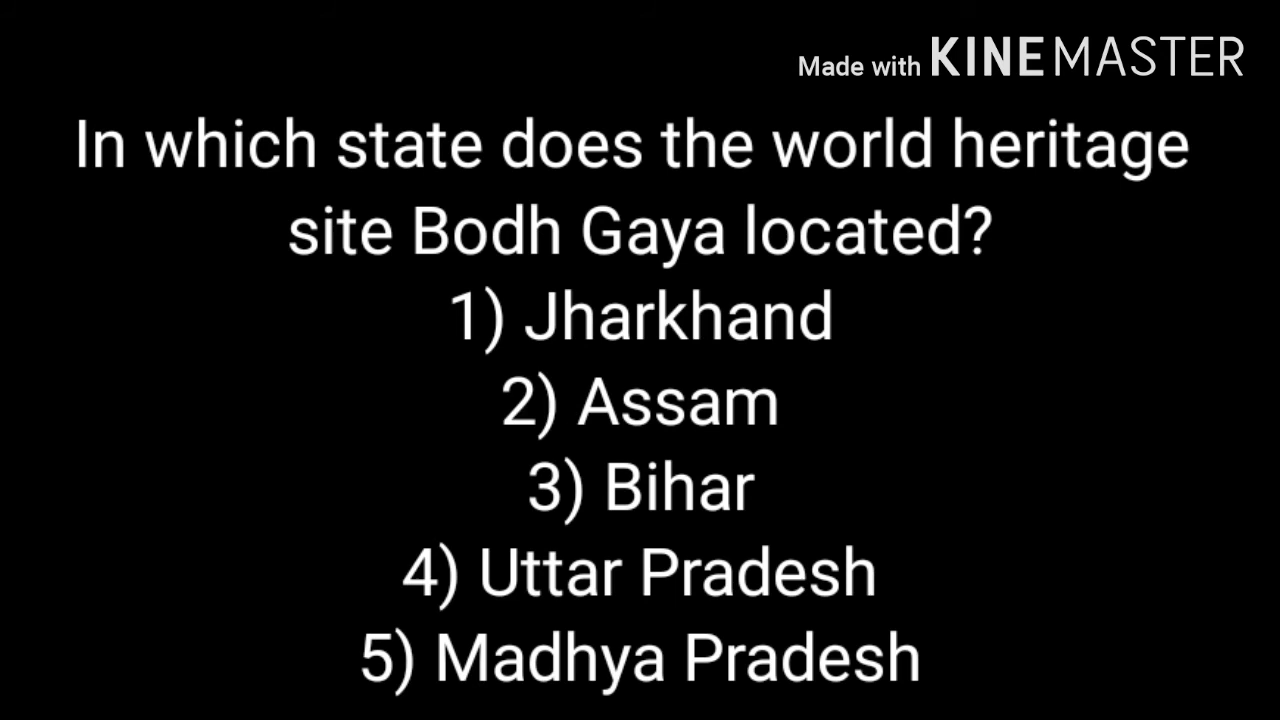 Made with KINEMASTER
In which state does the world heritage
site Bodh Gaya located?
1) Jharkhand
2) Assam
3) Bihar
4) Uttar Pradesh
5) Madhya Pradesh